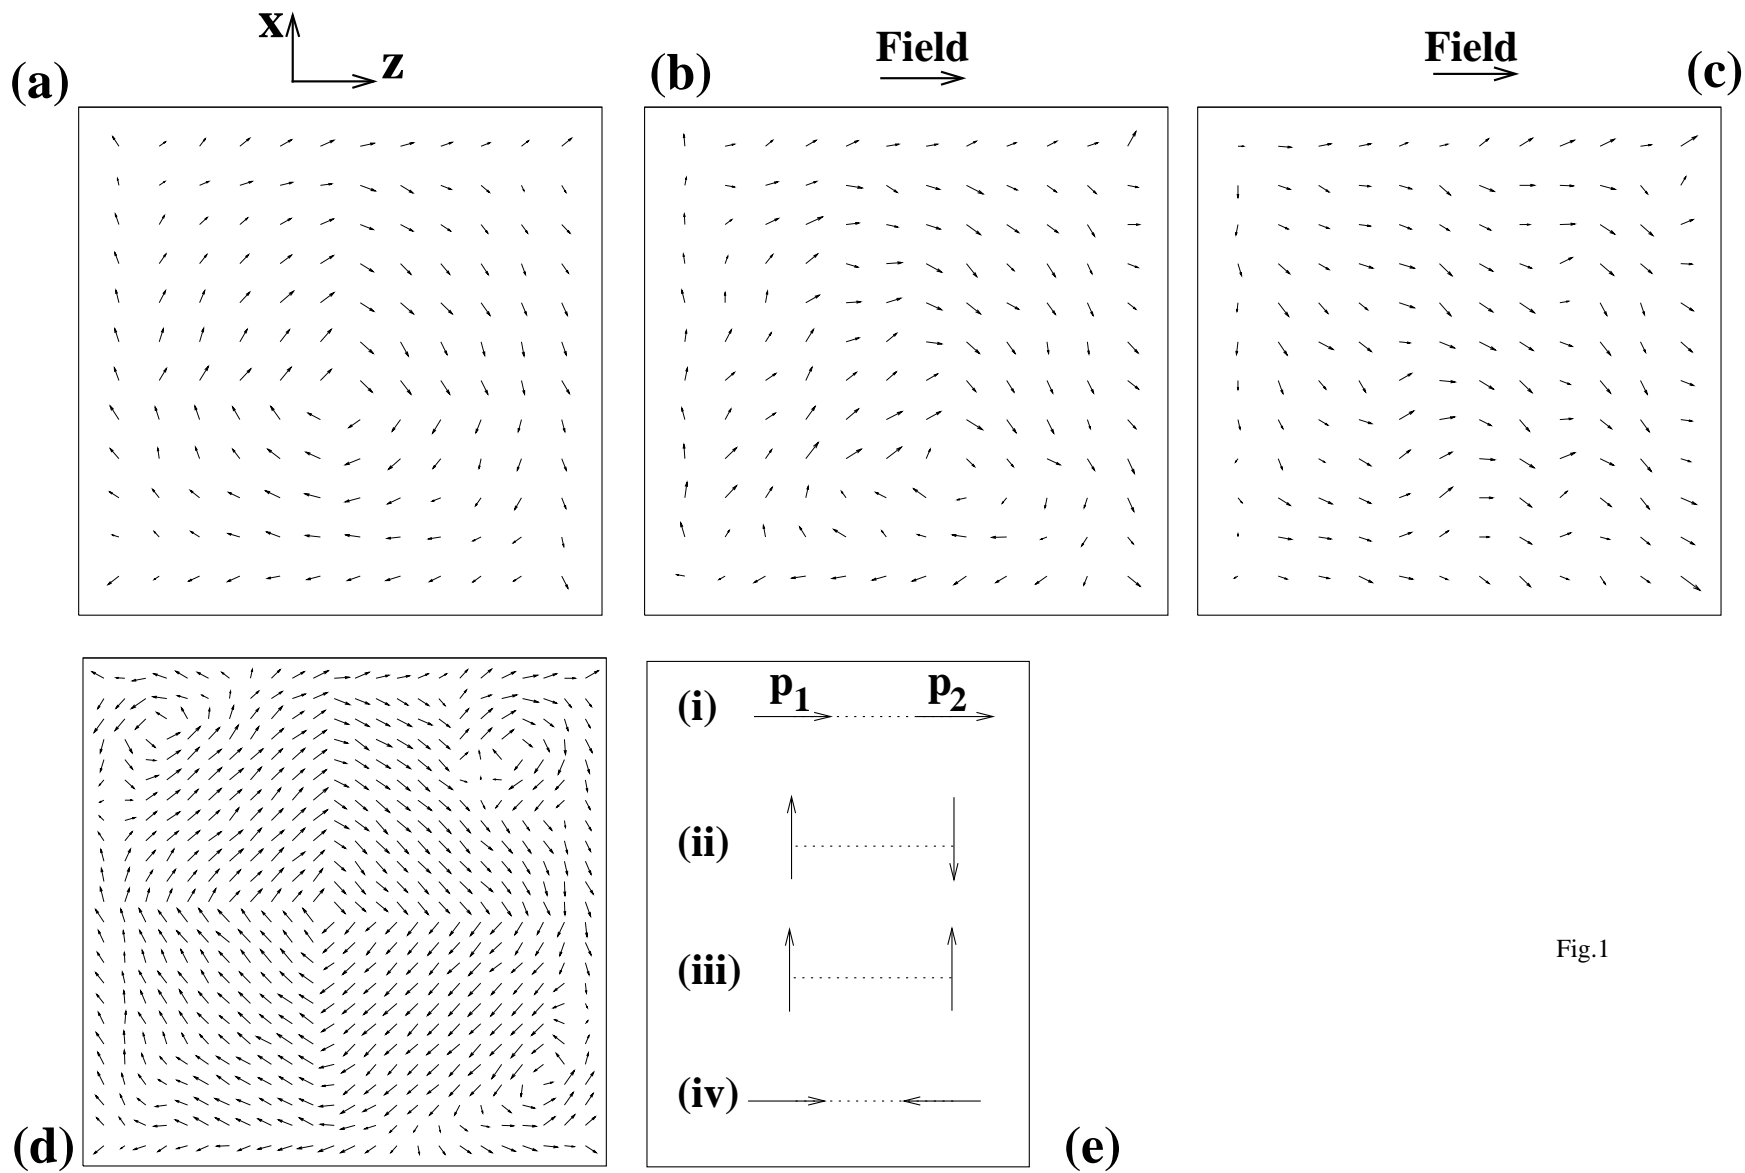 x
z
(a)
(b)
Field
Field
(c)
(i)
p1
p2
(ii)
(iii)
(iv)
(d)
(e)
Fig.1